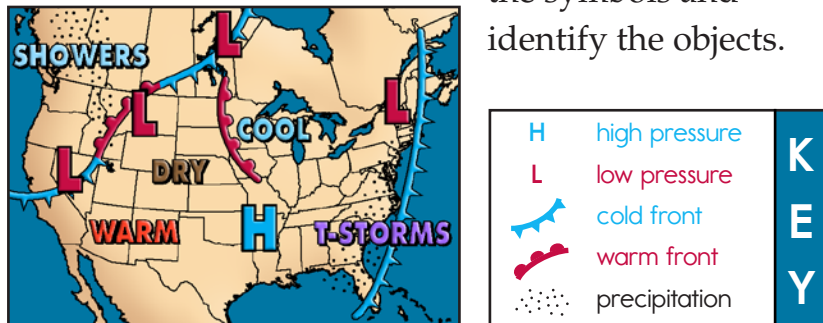 the symbols and
identify the objects.
SHOWERS
L
L
COOL
L
DRY
L
WARM
H
T-STORMS
H high pressure
L low pressure
cold front
warm front
precipitation
K
E
Y